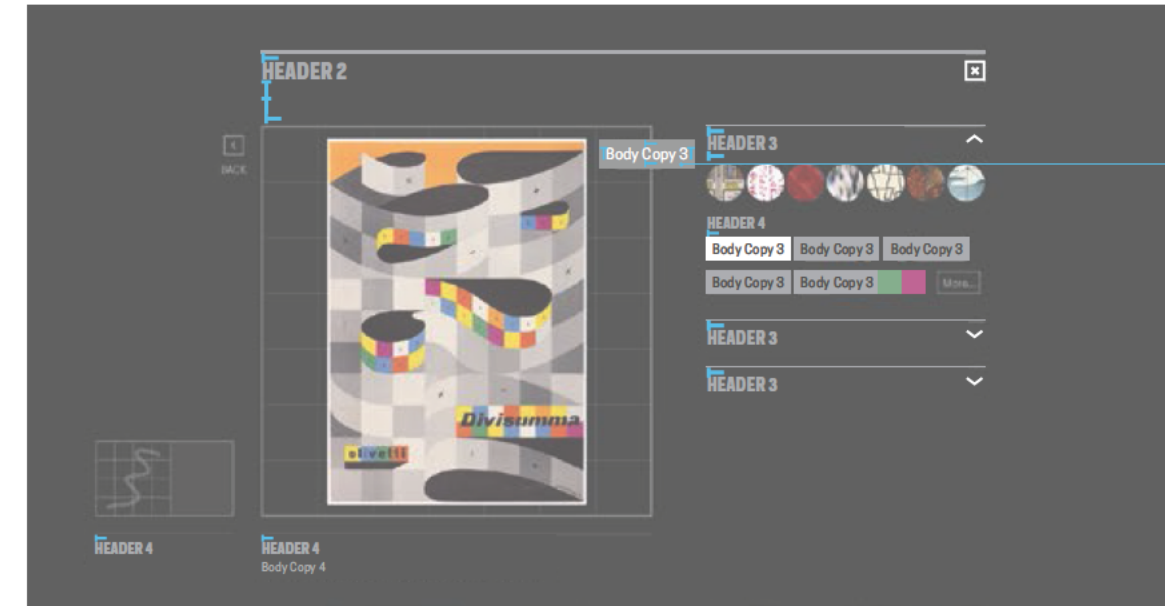 HEADER 2
BACK
Body Copy 3
Divisumma
olivetti
HEADER 3
HEADER 4
Body Copy 3 Body Copy 3 Body Copy 3
Body Copy 3 Body Copy 3 More...
HEADER 3
HEADER 3
HEADER 4
HEADER 4
Body Copy 4